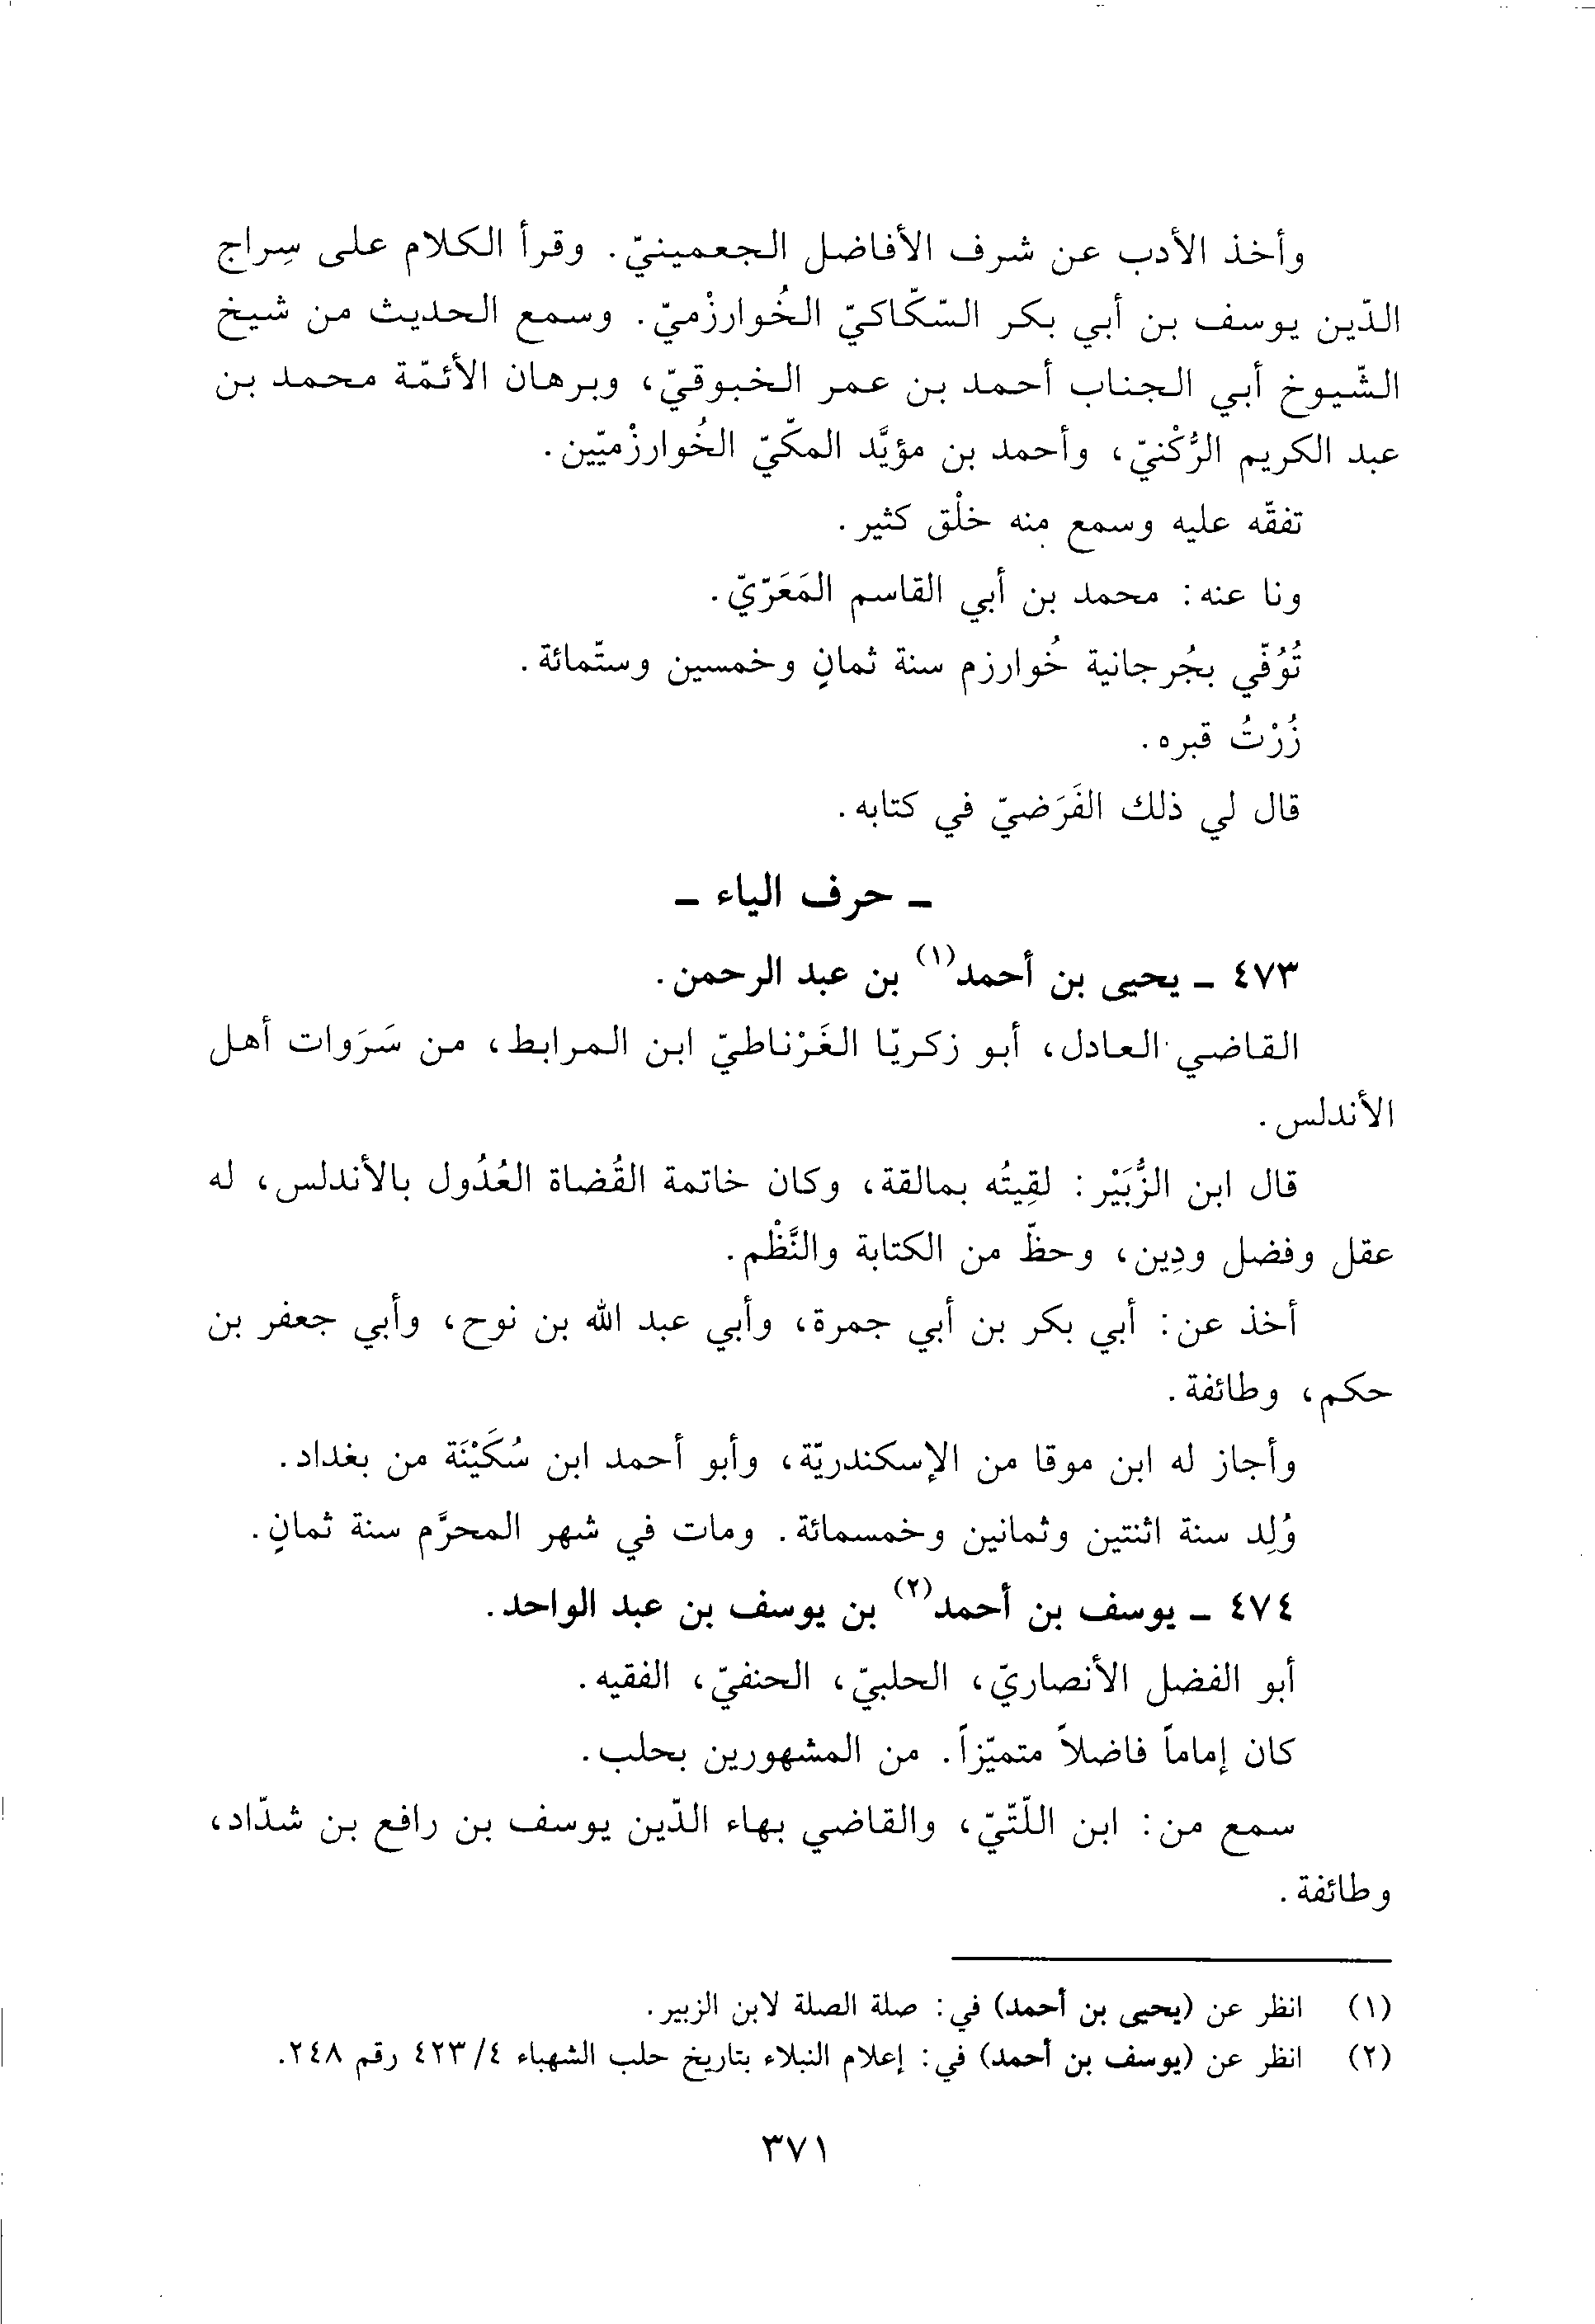 وأخذ الأدب عن شرف الأفاضل الجعمينيّ. وقرأ الكلام على سِراج
الدّين يوسف بن أبي بكر السّكّاكيّ الخُوارزْميّ. وسمع الحديث من شيخ
الشّيوخ أبي الجناب أحمد بن عمر الخبوقيّ، وبرهان الأئمّة محمد بن
عبد الكريم الرُّكْنيّ، وأحمد بن مؤيَّد المكّيّ الخُوارزْميّين.
تفقّه عليه وسمع منه خلْق كثير.
ونا عنه: محمد بن أبي القاسم المَعَرّيّ.
تُوُفّي بجُرجانية خُوارزم سنة ثمانٍ وخمسين وستّمائة.
زُرْتُ قبره.
قال لي ذلك الفَرَضيّ في كتابه.
ـ حرف الياء ـ
٤٧٣ ـ يحيى بن أحمد(١) بن عبد الرحمن.
القاضي العادل، أبو زكريّا الغَرْناطيّ ابن المرابط، من سَرَوات أهل
الأندلس.
قال ابن الزُّبَيْر: لقِيتُه بمالقة، وكان خاتمة القُضاة العُدُول بالأندلس، له
عقل وفضل ودِين، وحظّ من الكتابة والنَّظْم.
أخذ عن: أبي بكر بن أبي جمرة، وأبي عبد الله بن نوح، وأبي جعفر بن
حكم، وطائفة.
وأجاز له ابن موقا من الإسكندريّة، وأبو أحمد ابن سُكَيْنَة من بغداد.
وُلِد سنة اثنتين وثمانين وخمسمائة. ومات في شهر المحرَّم سنة ثمانٍ.
٤٧٤ ـ يوسف بن أحمد(٢) بن يوسف بن عبد الواحد.
أبو الفضل الأنصاريّ، الحلبيّ، الحنفيّ، الفقيه.
كان إماماً فاضلاً متميّزاً. من المشهورين بحلب.
سمع من: ابن اللّتّيّ، والقاضي بهاء الدّين يوسف بن رافع بن شدّاد،
وطائفة.
(١) انظر عن (يحيى بن أحمد) في: صلة الصلة لابن الزبير.
(٢) انظر عن (يوسف بن أحمد) في: إعلام النبلاء بتاريخ حلب الشهباء ٤/ ٤٢٣ رقم ٢٤٨.
٣٧١